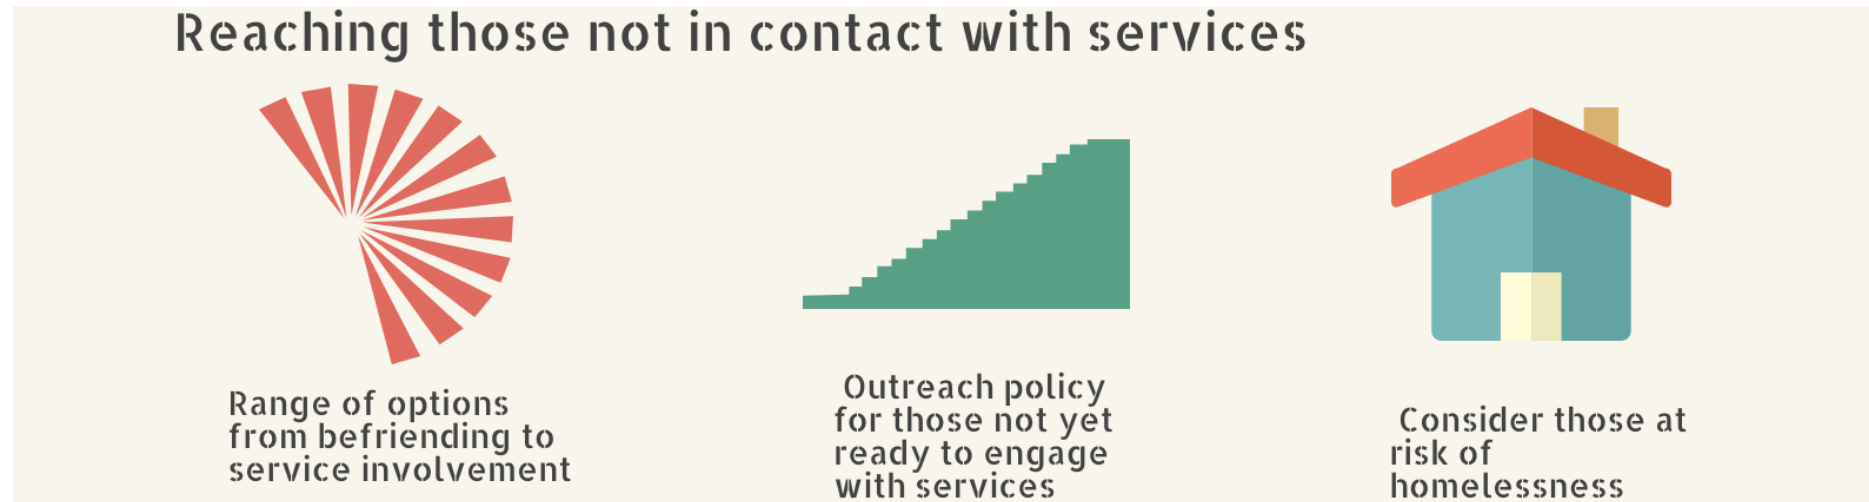 Reaching those not in contact with services
Range of options
from befriending to
service involvement
Outreach policy
for those not yet
ready to engage
with services
Consider those at
risk of
homelessness